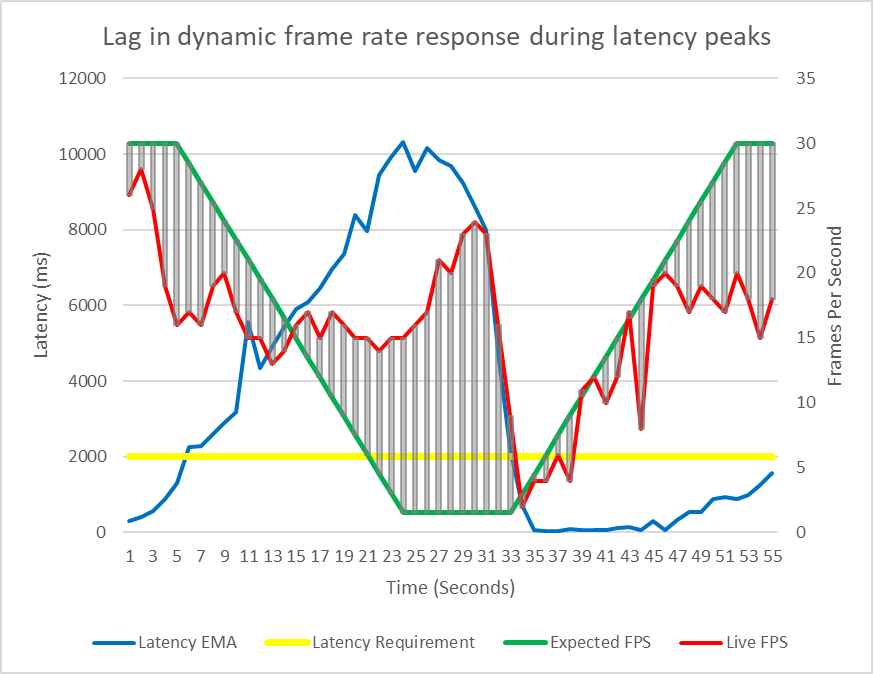 Lag in dynamic frame rate response during latency peaks
12000 35
10000 30
8000 25
6000 20
4000 15
2000 10
0 5
0
Latency (ms)
Frames Per Second
1 3 5 7 9 11 13 15 17 19 21 23 25 27 29 31 33 35 37 39 41 43 45 47 49 51 53 55
Time (Seconds)
Latency EMA Latency Requirement Expected FPS Live FPS